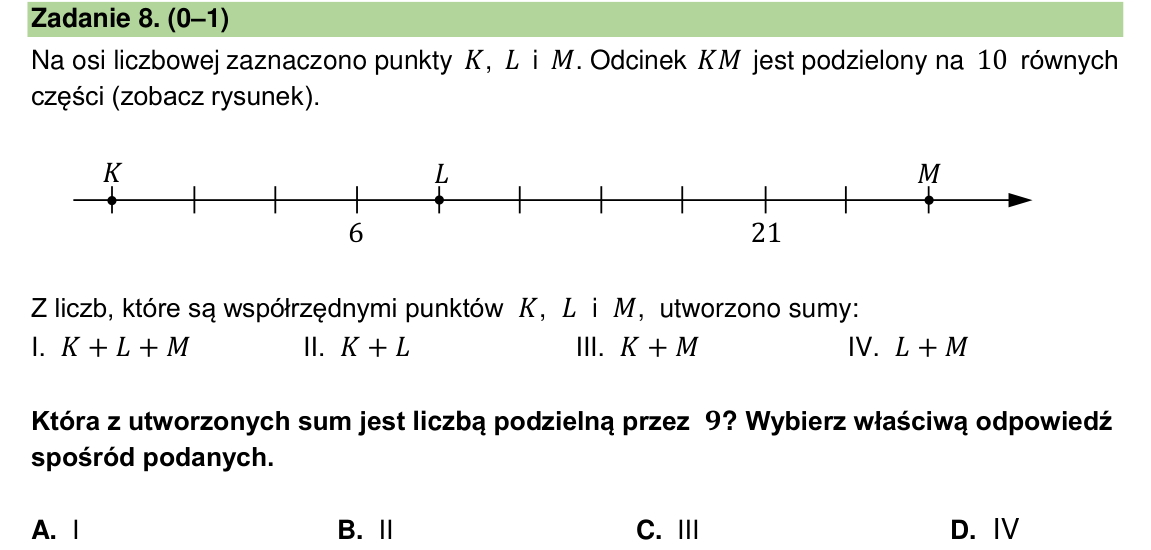 Zadanie 8. (0–1)
Na osi liczbowej zaznaczono punkty K, L i M. Odcinek KM jest podzielony na 10 równych
części (zobacz rysunek).
K L M
6 21
Z liczb, które są współrzędnymi punktów K, L i M, utworzono sumy:
I. K + L + M II. K + L III. K + M IV. L + M
Która z utworzonych sum jest liczbą podzielną przez 9? Wybierz właściwą odpowiedź
spośród podanych.
A. I B. II C. III D. IV